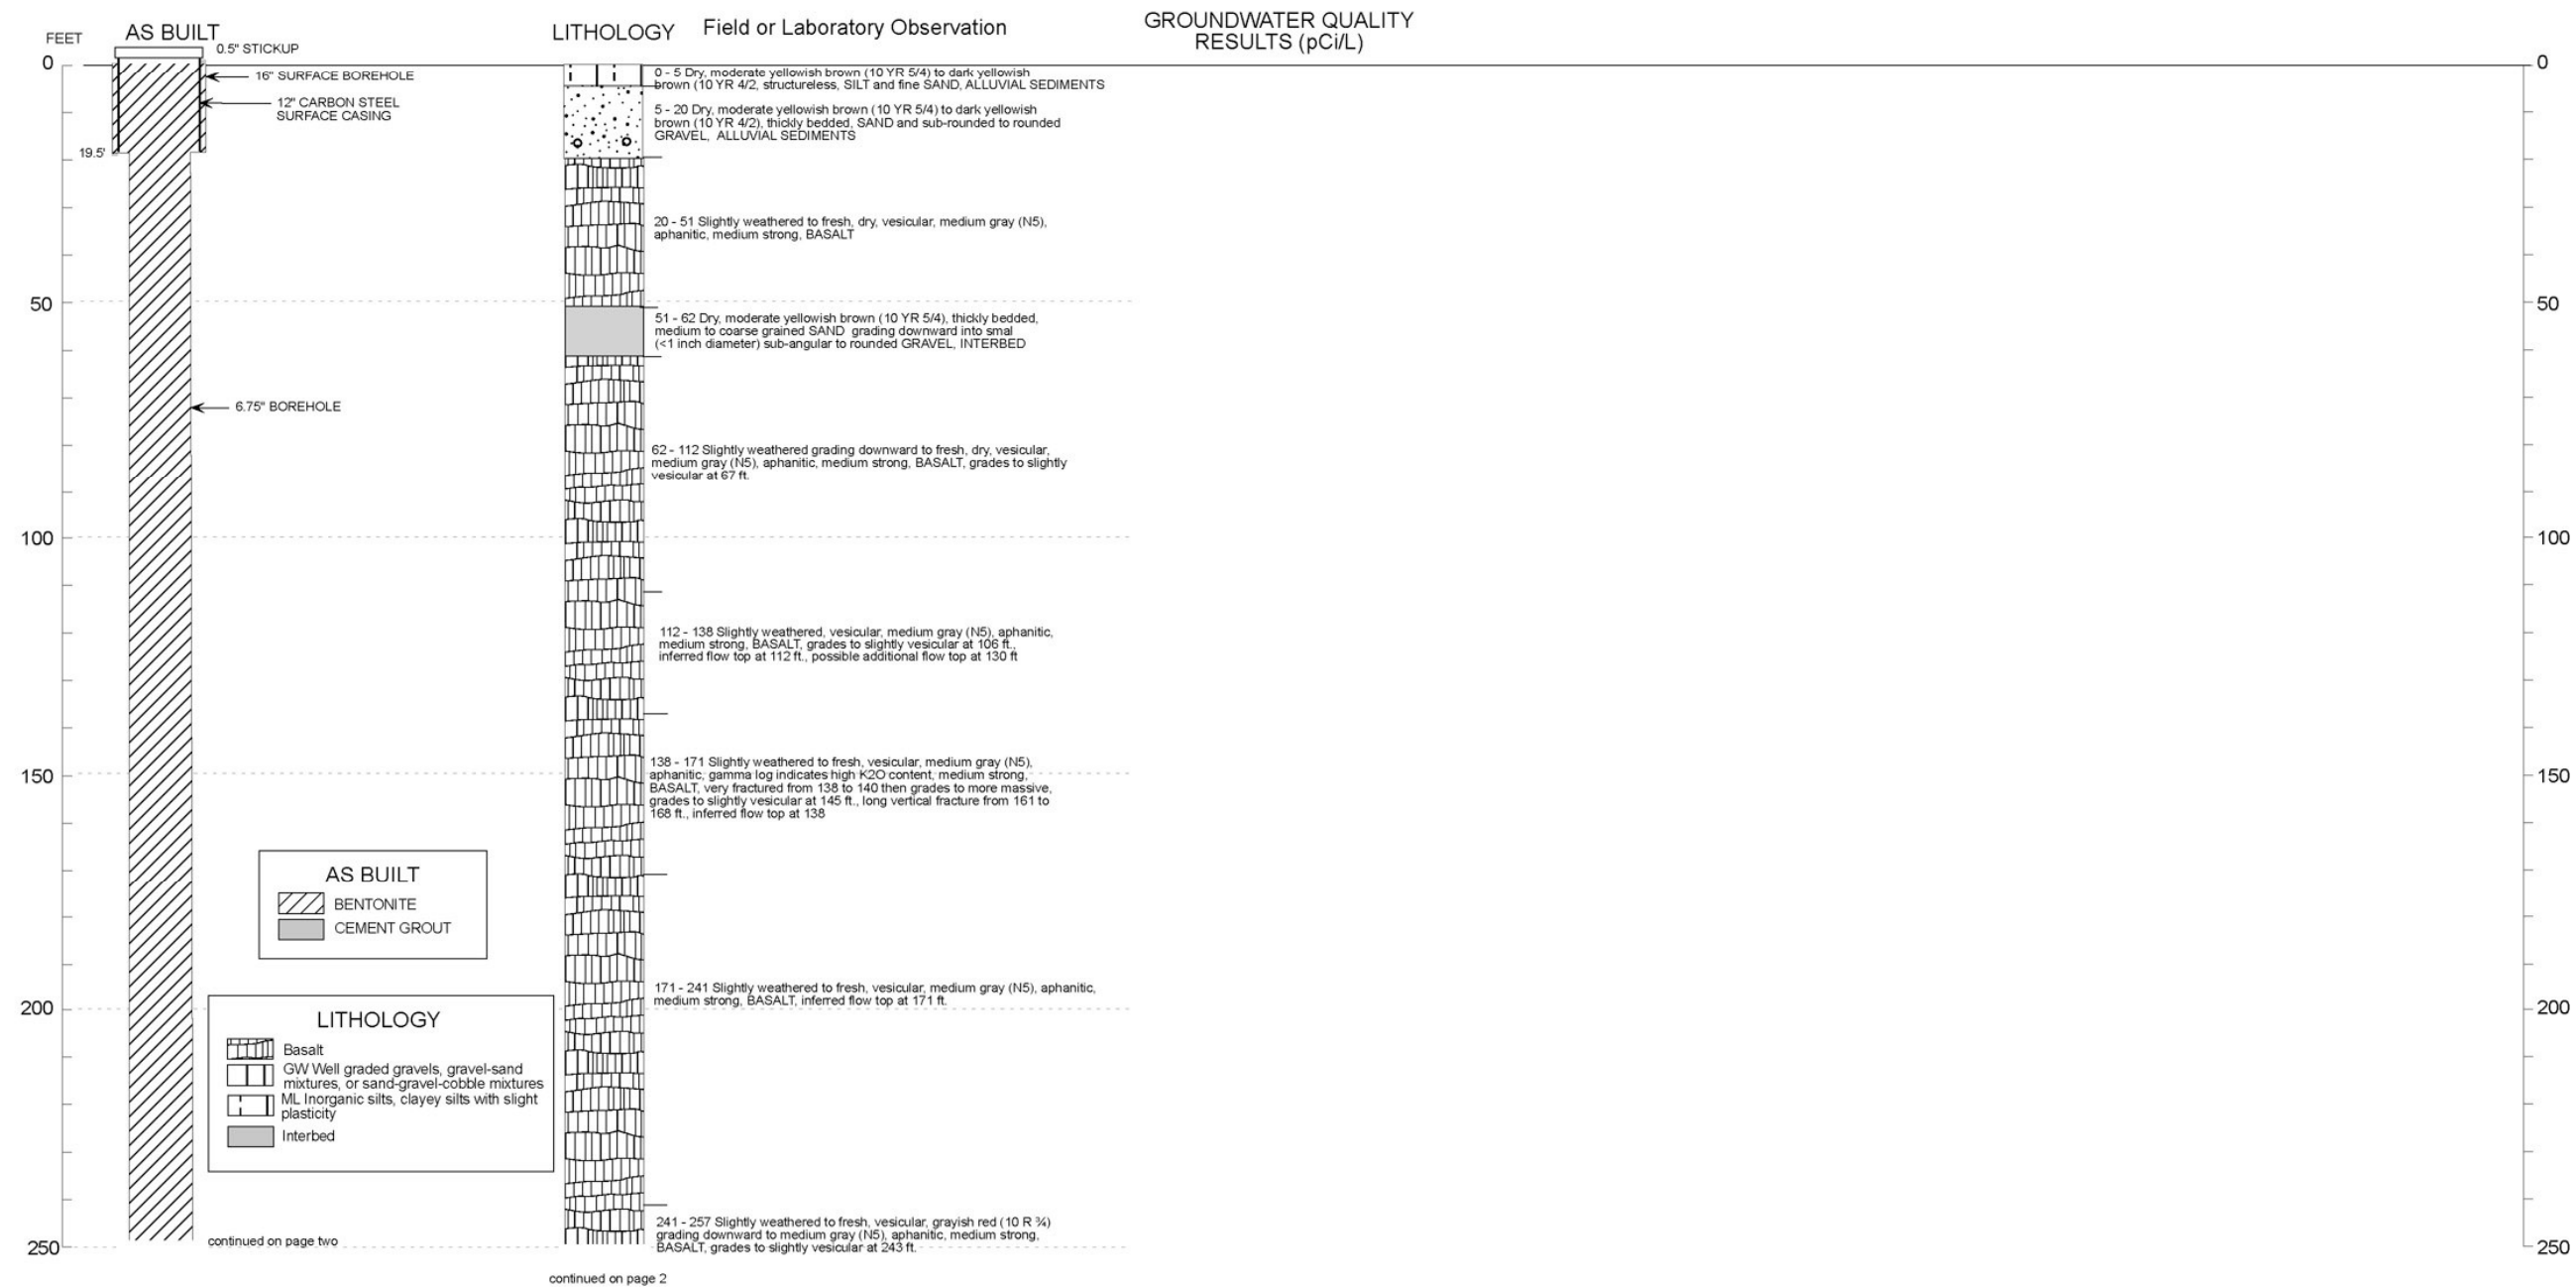 FEET
AS BUILT
LITHOLOGY
Field or Laboratory Observation
GROUNDWATER QUALITY
RESULTS (pCi/L)
0
0.5" STICKUP
16" SURFACE BOREHOLE
12" CARBON STEEL
SURFACE CASING
19.5'
0 - 5 Dry, moderate yellowish brown (10 YR 5/4) to dark yellowish
brown (10 YR 4/2, structureless, SILT and fine SAND, ALLUVIAL SEDIMENTS
5 - 20 Dry, moderate yellowish brown (10 YR 5/4) to dark yellowish
brown (10 YR 4/2), thickly bedded, SAND and sub-rounded to rounded
GRAVEL, ALLUVIAL SEDIMENTS
0
20 - 51 Slightly weathered to fresh, dry, vesicular, medium gray (N5),
aphanitic, medium strong, BASALT
50
50
51 - 62 Dry, moderate yellowish brown (10 YR 5/4), thickly bedded,
medium to coarse grained SAND grading downward into smal
(<1 inch diameter) sub-angular to rounded GRAVEL, INTERBED
6.75" BOREHOLE
62 - 112 Slightly weathered grading downward to fresh, dry, vesicular,
medium gray (N5), aphanitic, medium strong, BASALT, grades to slightly
vesicular at 67 ft.
100
100
112 - 138 Slightly weathered, vesicular, medium gray (N5), aphanitic,
medium strong, BASALT, grades to slightly vesicular at 106 ft.,
inferred flow top at 112 ft., possible additional flow top at 130 ft
150
138 - 171 Slightly weathered to fresh, vesicular, medium gray (N5),
aphanitic, gamma log indicates high K2O content, medium strong,
BASALT, very fractured from 138 to 140 then grades to more massive,
grades to slightly vesicular at 145 ft., long vertical fracture from 161 to
168 ft., inferred flow top at 138
150
AS BUILT
BENTONITE
CEMENT GROUT
171 - 241 Slightly weathered to fresh, vesicular, medium gray (N5), aphanitic,
medium strong, BASALT, inferred flow top at 171 ft.
200
200
LITHOLOGY
Basalt
GW Well graded gravels, gravel-sand
mixtures, or sand-gravel-cobble mixtures
ML Inorganic silts, clayey silts with slight
plasticity
Interbed
241 - 257 Slightly weathered to fresh, vesicular, grayish red (10 R ¾)
grading downward to medium gray (N5), aphanitic, medium strong,
BASALT, grades to slightly vesicular at 243 ft.
250
continued on page two
250
continued on page 2